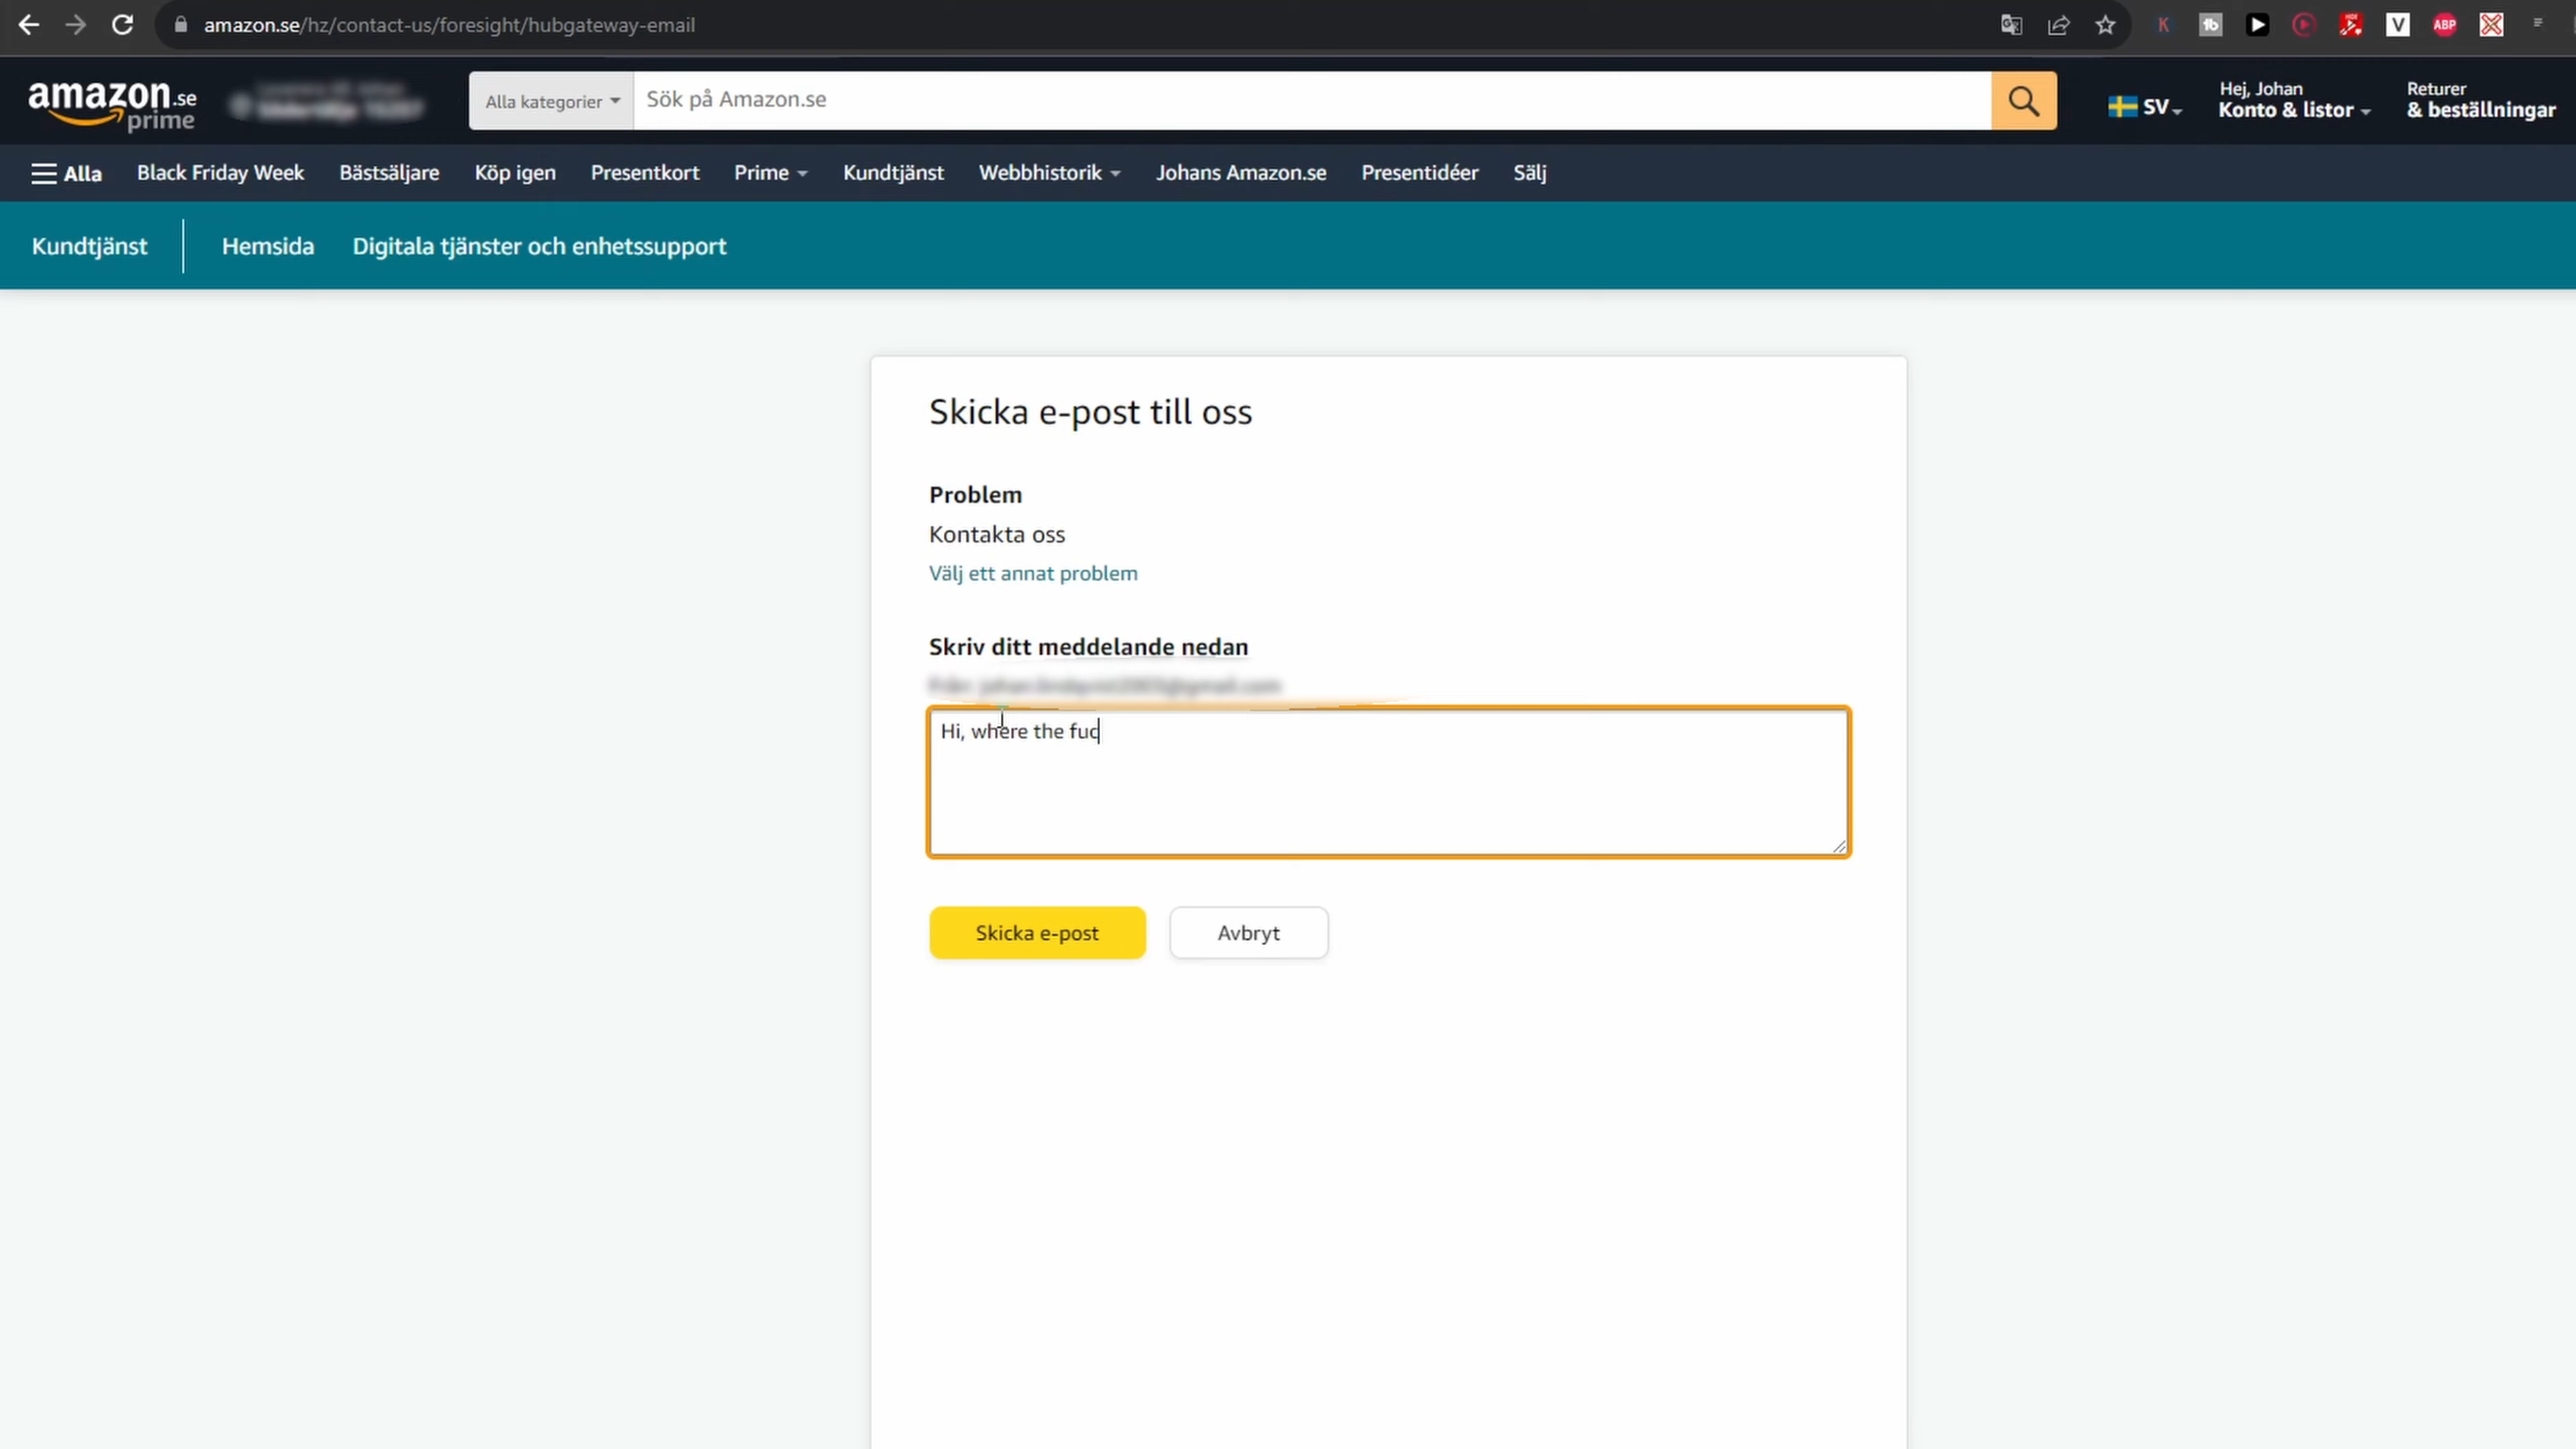 amazon.se/hz/contact-us/foresight/hubgateway-email
amazon.se
prime
Alla kategorier
Sök på Amazon.se
SV
Hej, Johan
Konto & listor
Returer
& beställningar
Alla
Black Friday Week
Bästsäljare
Köp igen
Presentkort
Prime
Kundtjänst
Webbhistorik
Johans Amazon.se
Presentidéer
Sälj
Kundtjänst
Hemsida
Digitala tjänster och enhetssupport
Skicka e-post till oss
Problem
Kontakta oss
Välj ett annat problem
Skriv ditt meddelande nedan
Hi, where the fuc
Skicka e-post
Avbryt
K
tb
V
ABP